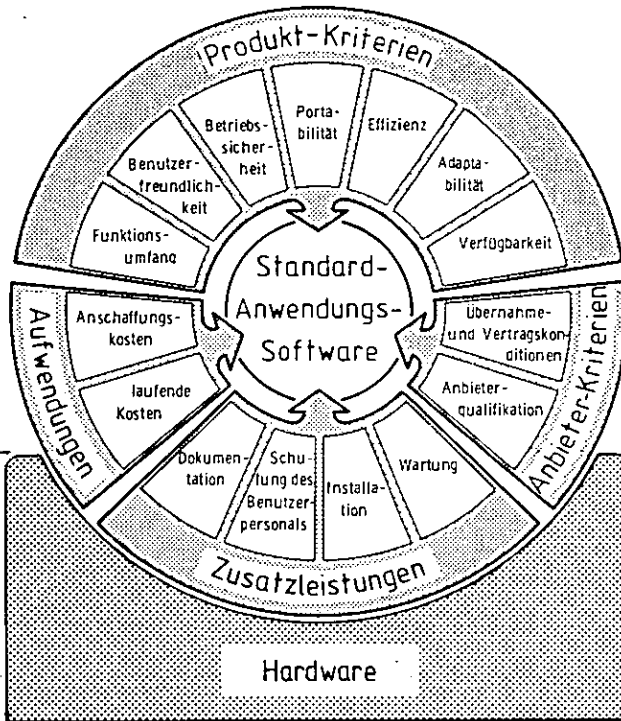 Produkt-Kriterien
Funktions-
umfang
Benutzer-
freundlich-
keit
Betriebs-
sicher-
heit
Porta-
bilität
Effizienz
Adapta-
bilität
Verfügbarkeit
Standard-
Anwendungs-
Software
Aufwendungen
Anschaffungs-
kosten
laufende
Kosten
Anbieter-Kriterien
Übernahme-
und Vertragskon-
ditionen
Anbieter-
qualifikation
Dokumen-
tation
Schu-
lung des
Benutzer-
personals
Installa-
tion
Wartung
Zusatzleistungen
Hardware